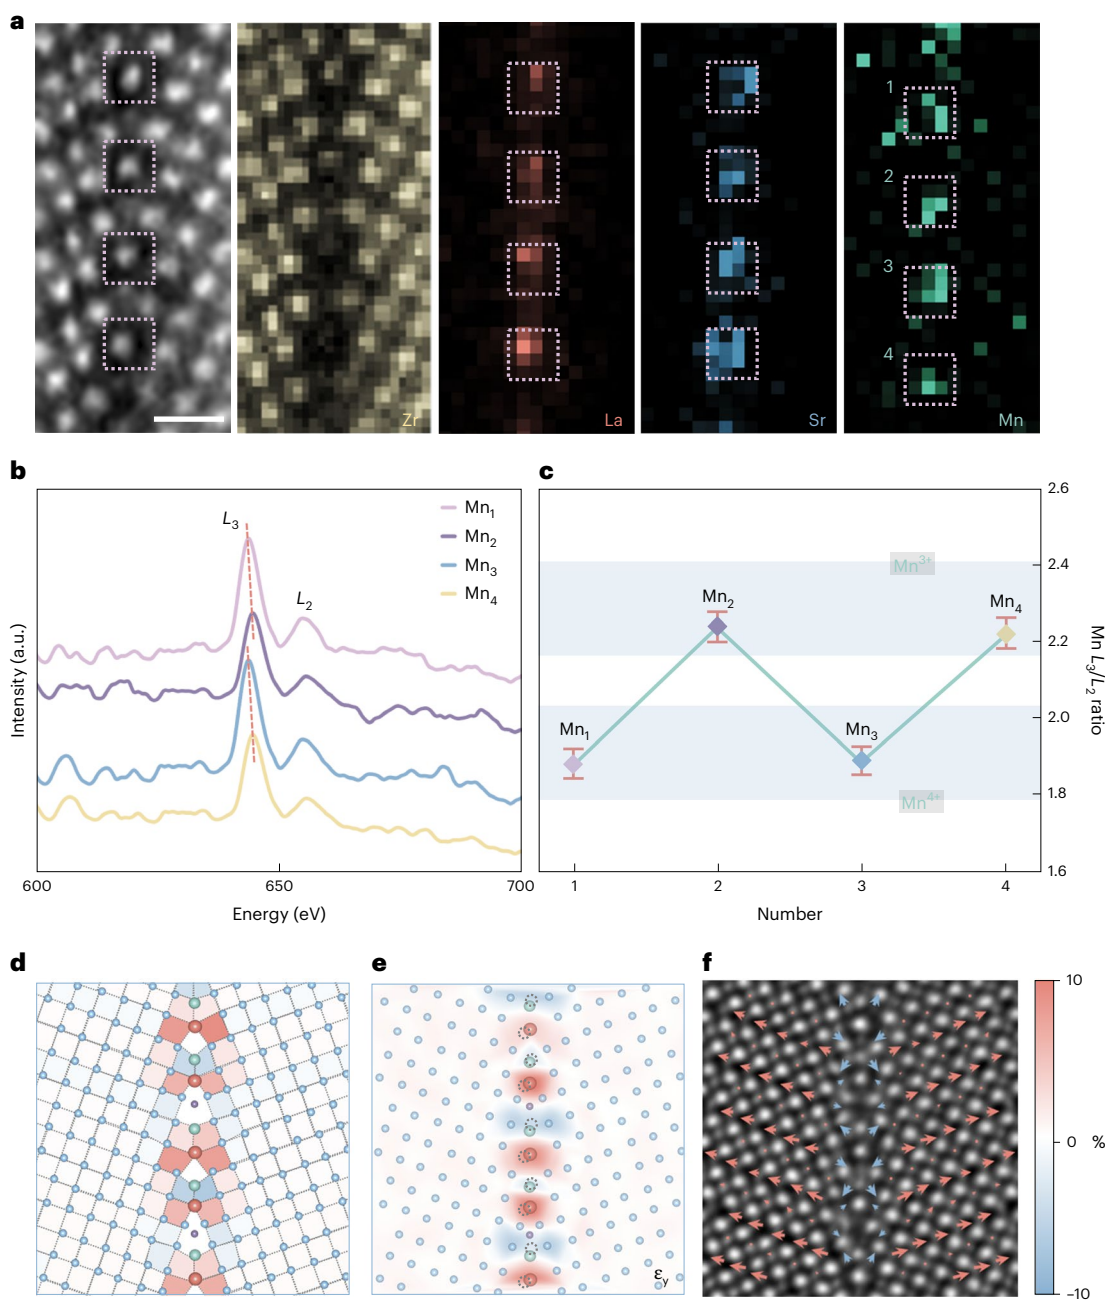 a
Zr
La
Sr
Mn
1
2
3
4
b
L3
L2
Mn1
Mn2
Mn3
Mn4
Intensity (a.u.)
600
650
700
Energy (eV)
c
Mn3+
Mn2
Mn4
Mn1
Mn3
Mn4+
2.6
2.4
2.2
2.0
1.8
1.6
Mn L3/L2 ratio
1
2
3
4
Number
d
e
εy
f
10
0 %
–10